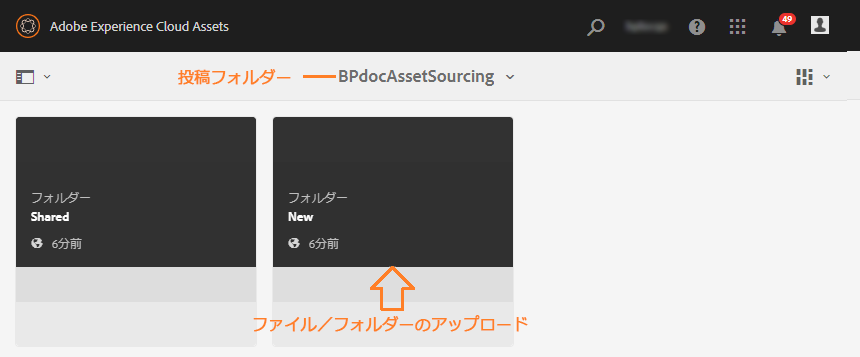 Adobe Experience Cloud Assets
49
投稿フォルダー BPdocAssetSourcing
フォルダー
Shared
6分前
フォルダー
New
6分前
ファイル／フォルダーのアップロード